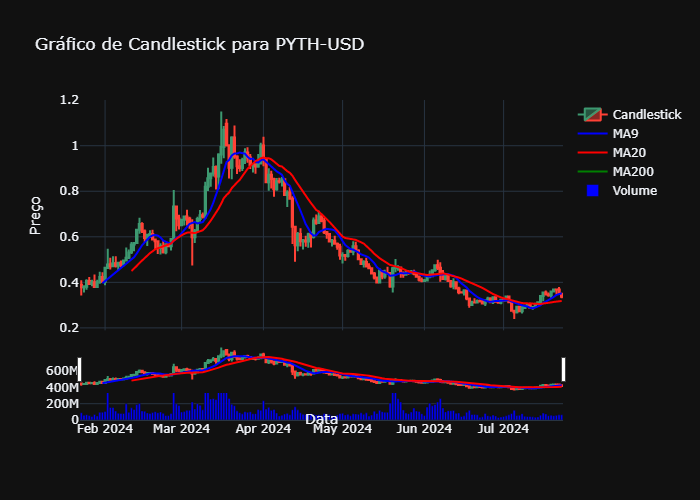 Gráfico de Candlestick para PYTH-USD
1.2
1
0.8
0.6
0.4
0.2
Preço
Candlestick
MA9
MA20
MA200
Volume
600M
400M
200M
0
Data
Feb 2024 Mar 2024 Apr 2024 May 2024 Jun 2024 Jul 2024